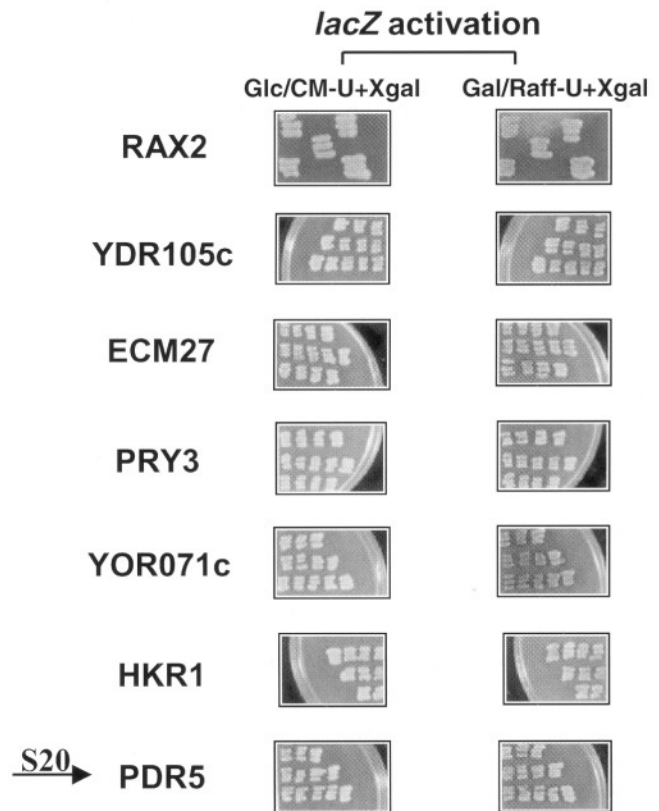 lacZ activation
Glc/CM-U+Xgal Gal/Raff-U+Xgal
RAX2
YDR105c
ECM27
PRY3
YOR071c
HKR1
S20
PDR5